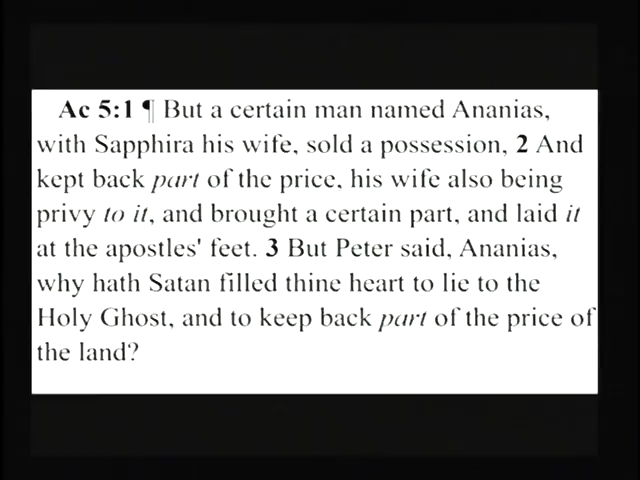 Ac 5:1 ¶ But a certain man named Ananias,
with Sapphira his wife, sold a possession, 2 And
kept back part of the price, his wife also being
privy to it, and brought a certain part, and laid it
at the apostles' feet. 3 But Peter said, Ananias,
why hath Satan filled thine heart to lie to the
Holy Ghost, and to keep back part of the price of
the land?